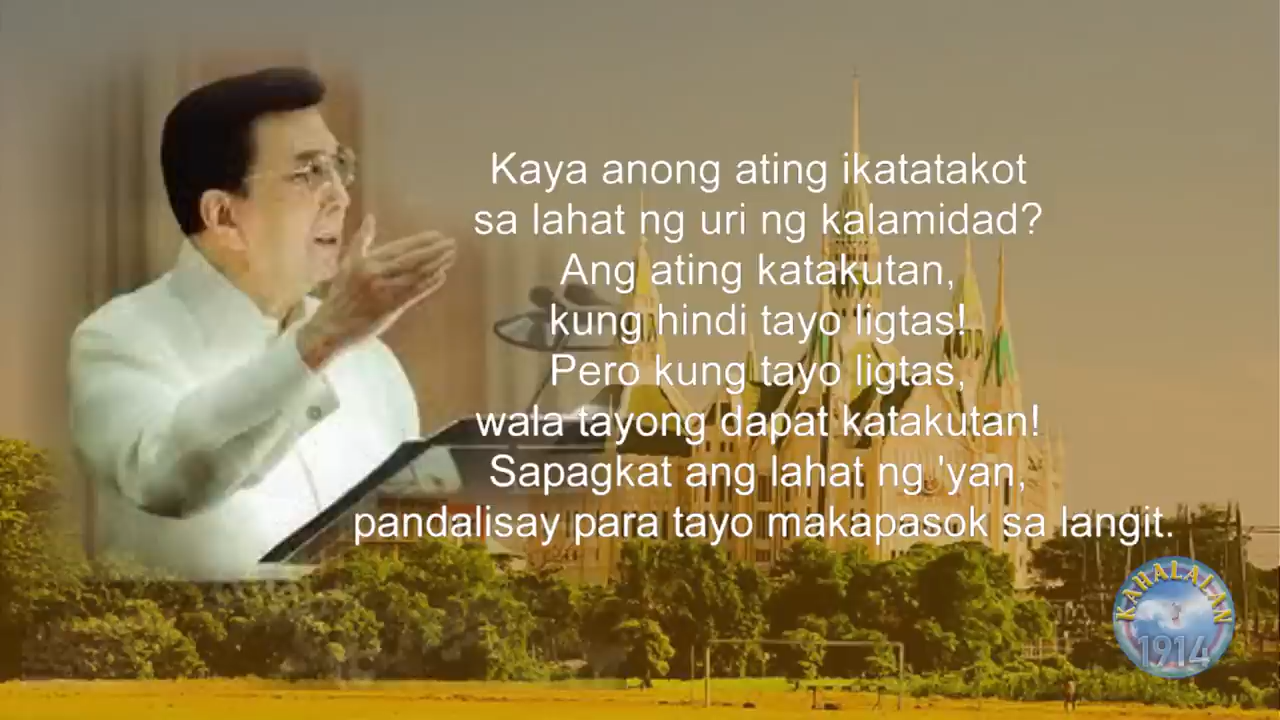 Kaya anong ating ikatatakot
sa lahat ng uri ng kalamidad?
Ang ating katakutan,
kung hindi tayo ligtas!
Pero kung tayo ligtas,
wala tayong dapat katakutan!
Sapagkat ang lahat ng 'yan,
pandalisay para tayo makapasok sa langit.
KAHALALAN
1914